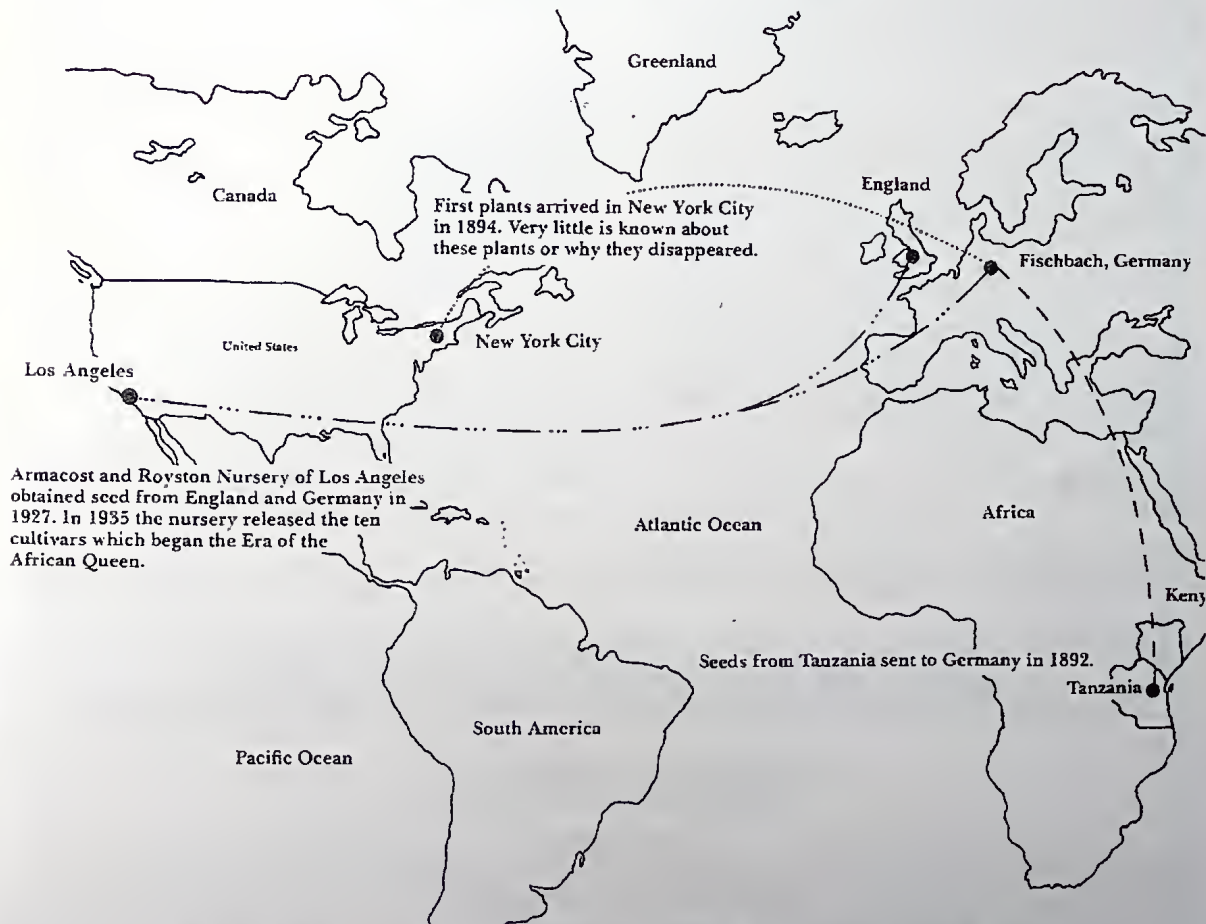 Greenland
England
Canada
First plants arrived in New York City
in 1894. Very little is known about
these plants or why they disappeared.
Fischbach, Germany
United States
New York City
Los Angeles
Armacost and Royston Nursery of Los Angeles
obtained seed from England and Germany in
1927. In 1935 the nursery released the ten
cultivars which began the Era of the
African Queen.
Atlantic Ocean
Africa
Keny
Seeds from Tanzania sent to Germany in 1892.
Tanzania
South America
Pacific Ocean